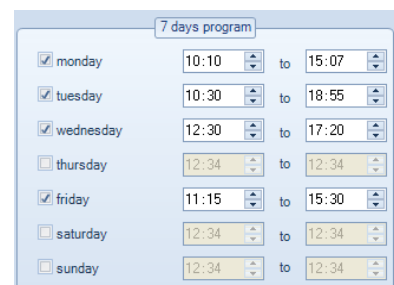 7 days program
monday 10:10 to 15:07
tuesday 10:30 to 18:55
wednesday 12:30 to 17:20
thursday 12:34 to 12:34
friday 11:15 to 15:30
saturday 12:34 to 12:34
sunday 12:34 to 12:34